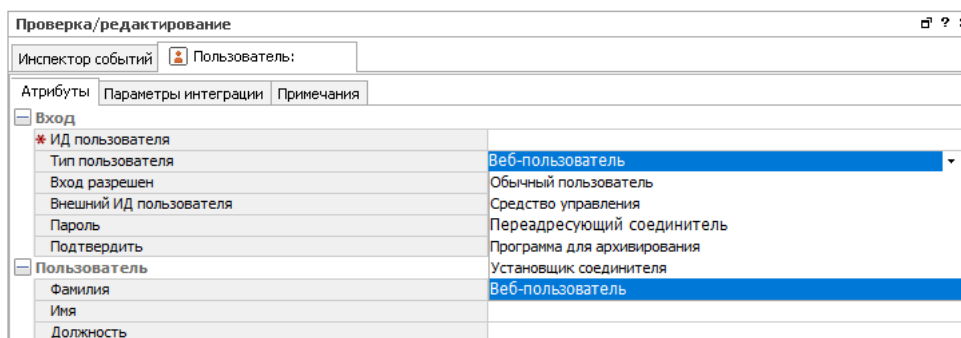 Проверка/редактирование ?
Инспектор событий Пользователь:
Атрибуты Параметры интеграции Примечания
Вход
* ИД пользователя
Тип пользователя Веб-пользователь
Вход разрешен Обычный пользователь
Внешний ИД пользователя Средство управления
Пароль Переадресующий соединитель
Подтвердить Программа для архивирования
Пользователь Установщик соединителя
Фамилия Веб-пользователь
Имя
Должность